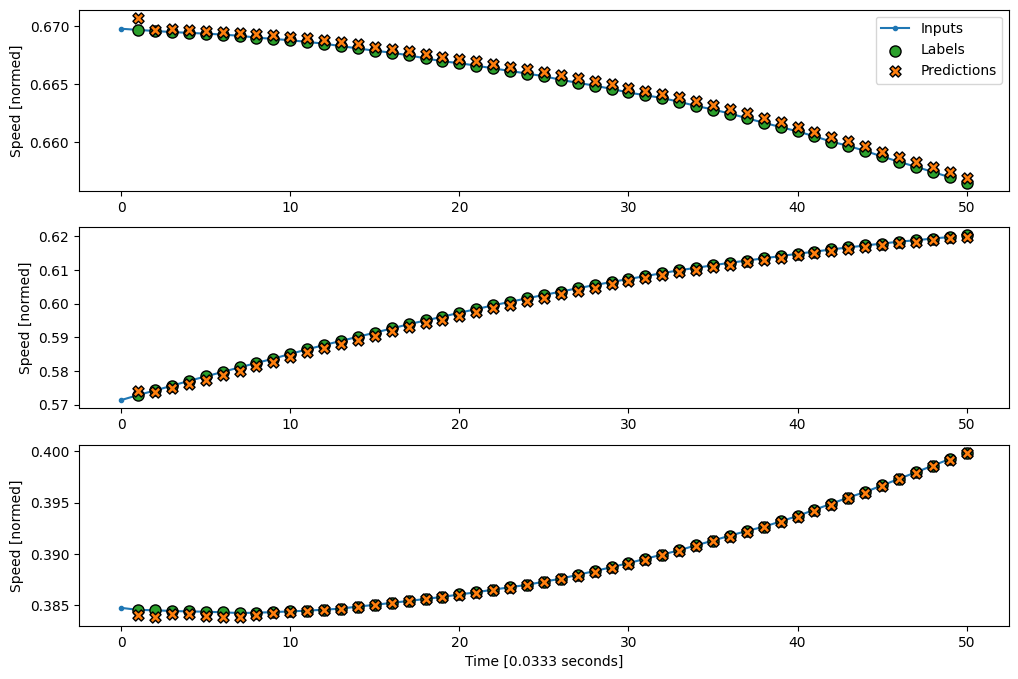 0.670
0.665
0.660
Speed [normed]
Inputs
Labels
Predictions
0 10 20 30 40 50
0.62
0.61
0.60
0.59
0.58
0.57
Speed [normed]
0 10 20 30 40 50
0.400
0.395
0.390
0.385
Speed [normed]
0 10 20 30 40 50
Time [0.0333 seconds]